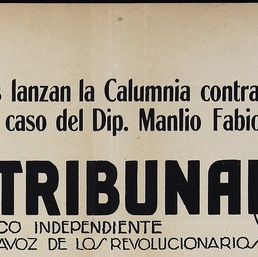 s lanzan la Calumnia contra
caso del Dip. Manlio Fabio
TRIBUNA
CO INDEPENDIENTE
AVOZ DE LOS REVOLUCIONARIOS